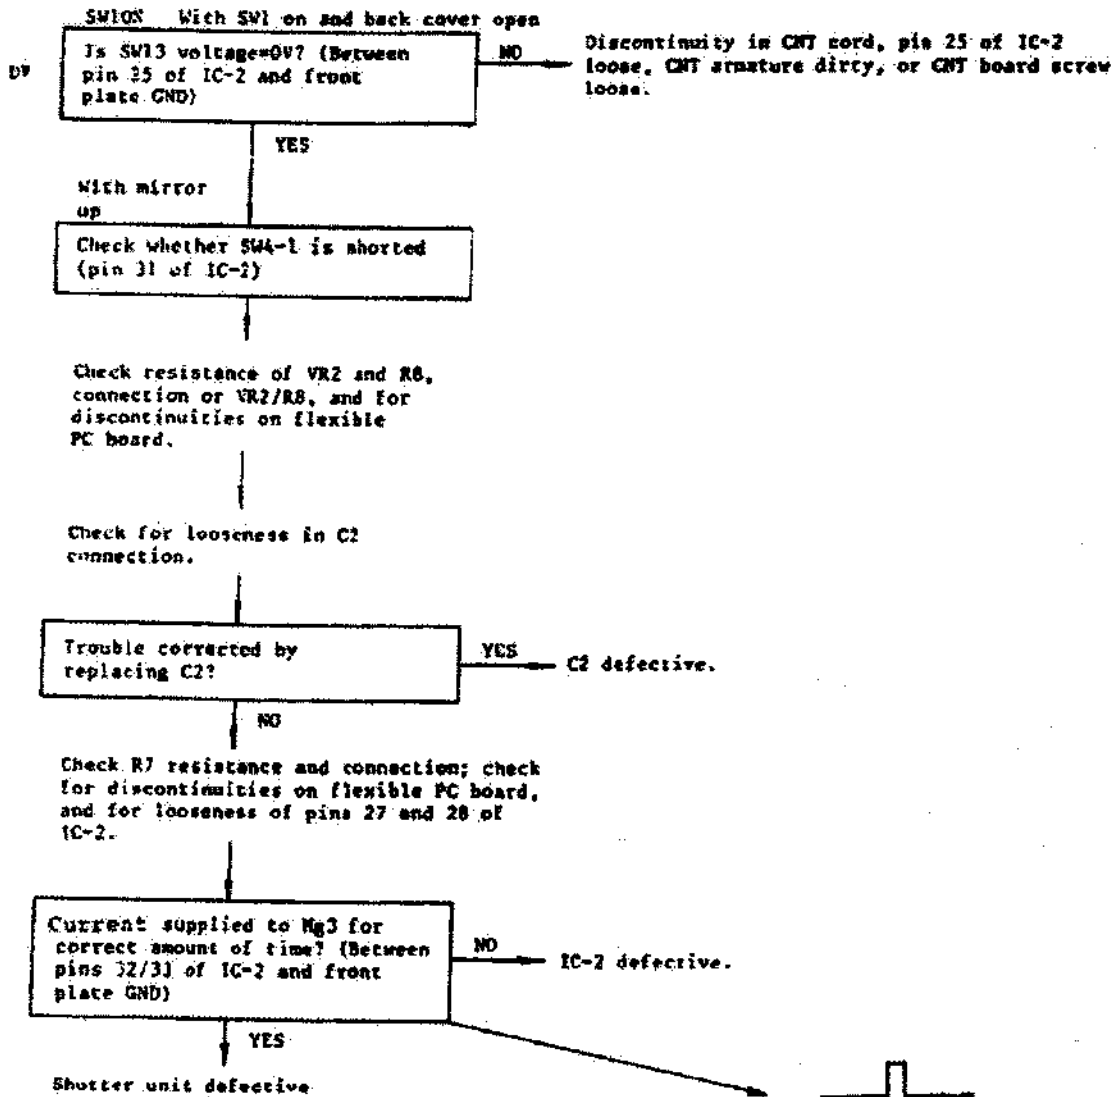 SW1ON With SW1 on and back cover open
D9
Is SW13 voltage=0V? (Between
pin 25 of IC-2 and front
plate GND)
NO
Discontinuity in CNT cord, pin 25 of IC-2
loose, CNT armature dirty, or CNT board screw
loose.
YES
With mirror
up
Check whether SW4-1 is shorted
(pin 31 of IC-2)
Check resistance of VR2 and R8,
connection or VR2/R8, and for
discontinuities on flexible
PC board.
Check for looseness in C2
connection.
Trouble corrected by
replacing C2?
YES
C2 defective.
NO
Check R7 resistance and connection; check
for discontinuities on flexible PC board,
and for looseness of pins 27 and 28 of
IC-2.
Current supplied to Mg3 for
correct amount of time? (Between
pins 32/33 of IC-2 and front
plate GND)
NO
IC-2 defective.
YES
Shutter unit defective